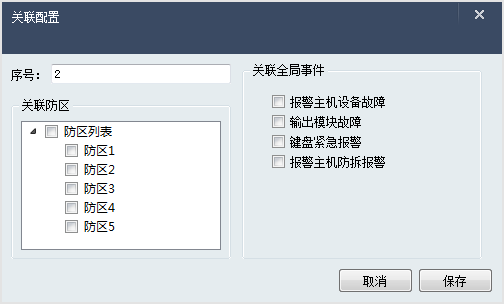 关联配置
序号： 2
关联防区
防区列表
防区1
防区2
防区3
防区4
防区5
关联全局事件
报警主机设备故障
输出模块故障
键盘紧急报警
报警主机防拆报警
取消
保存